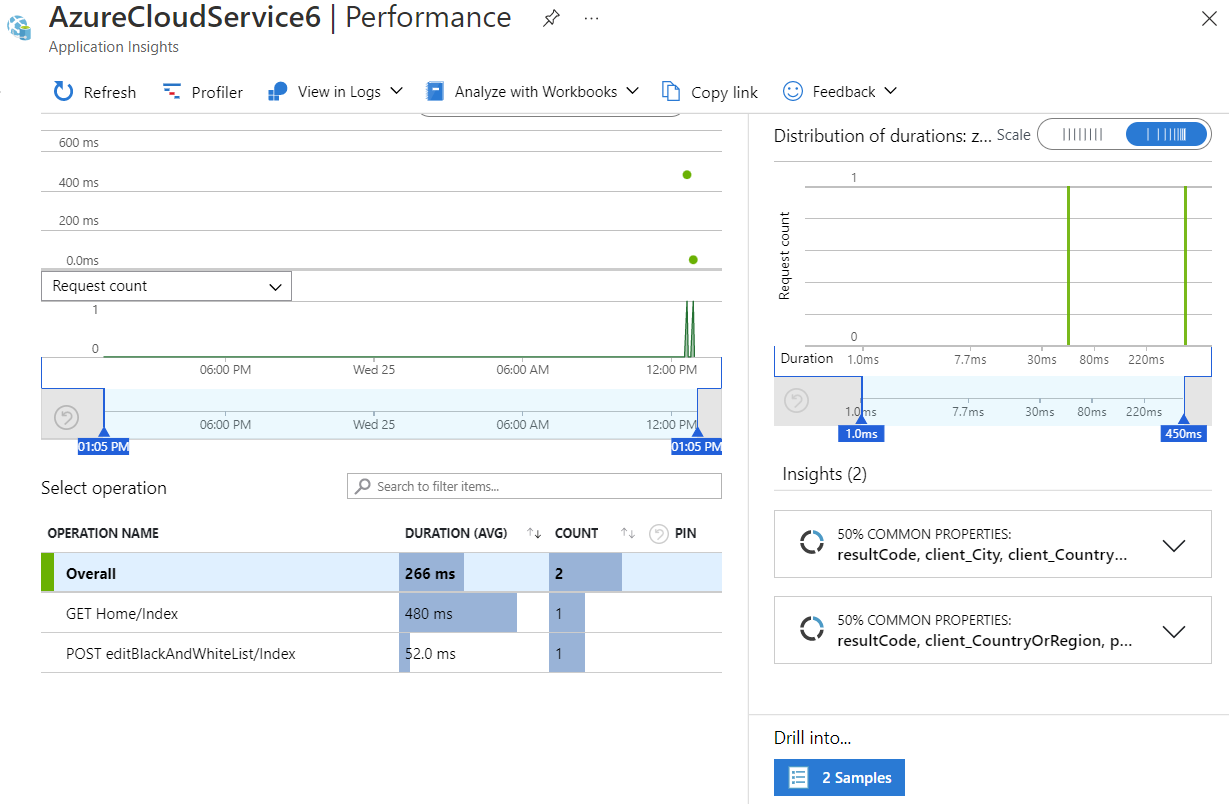 AzureCloudService6 | Performance
Application Insights
Refresh Profiler View in Logs Analyze with Workbooks Copy link Feedback
600 ms
400 ms
200 ms
0.0ms
Request count
1
0
06:00 PM Wed 25 06:00 AM 12:00 PM
06:00 PM Wed 25 06:00 AM 12:00 PM
01:05 PM 01:05 PM
Select operation Search to filter items...
OPERATION NAME DURATION (AVG) COUNT PIN
Overall 266 ms 2
GET Home/Index 480 ms 1
POST editBlackAndWhiteList/Index 52.0 ms 1
Distribution of durations: z... Scale
1
Request count
0
Duration 1.0ms 7.7ms 30ms 80ms 220ms
1.0ms 7.7ms 30ms 80ms 220ms
1.0ms 450ms
Insights (2)
50% COMMON PROPERTIES:
resultCode, client_City, client_Country...
50% COMMON PROPERTIES:
resultCode, client_CountryOrRegion, p...
Drill into...
2 Samples